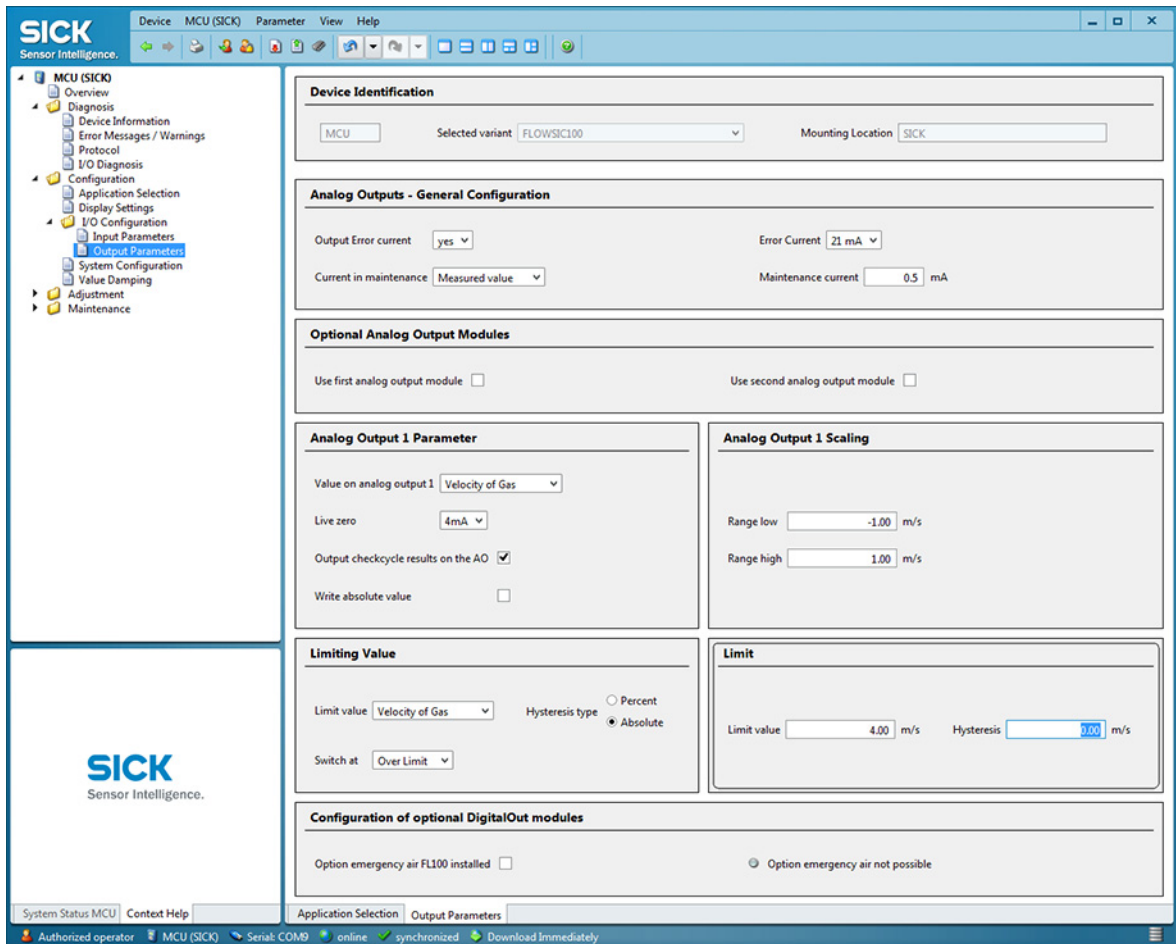 SICK
Sensor Intelligence.
Device MCU (SICK) Parameter View Help
MCU (SICK)
Overview
Diagnosis
Device Information
Error Messages / Warnings
Protocol
I/O Diagnosis
Configuration
Application Selection
Display Settings
I/O Configuration
Input Parameters
Output Parameters
System Configuration
Value Damping
Adjustment
Maintenance
SICK
Sensor Intelligence.
System Status MCU Context Help
Device Identification
MCU Selected variant FLOWSIC100 Mounting Location SICK
Analog Outputs - General Configuration
Output Error current yes Error Current 21 mA
Current in maintenance Measured value Maintenance current 0.5 mA
Optional Analog Output Modules
Use first analog output module Use second analog output module
Analog Output 1 Parameter
Value on analog output 1 Velocity of Gas
Live zero 4mA
Output checkcycle results on the AO
Write absolute value
Analog Output 1 Scaling
Range low -1.00 m/s
Range high 1.00 m/s
Limiting Value
Limit value Velocity of Gas Hysteresis type Percent
Absolute
Switch at Over Limit
Limit
Limit value 4.00 m/s Hysteresis 0.00 m/s
Configuration of optional DigitalOut modules
Option emergency air FL100 installed Option emergency air not possible
Application Selection Output Parameters
Authorized operator MCU (SICK) Serial: COM9 online synchronized Download Immediately